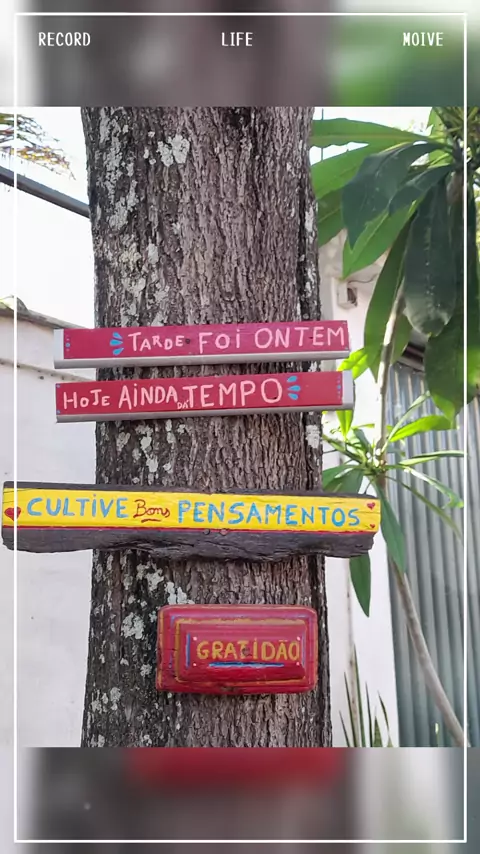 RECORD LIFE MOIVE
TARDE FOI ONTEM
HOJE AINDA DÁ TEMPO
CULTIVE Bons PENSAMENTOS
GRATIDÃO